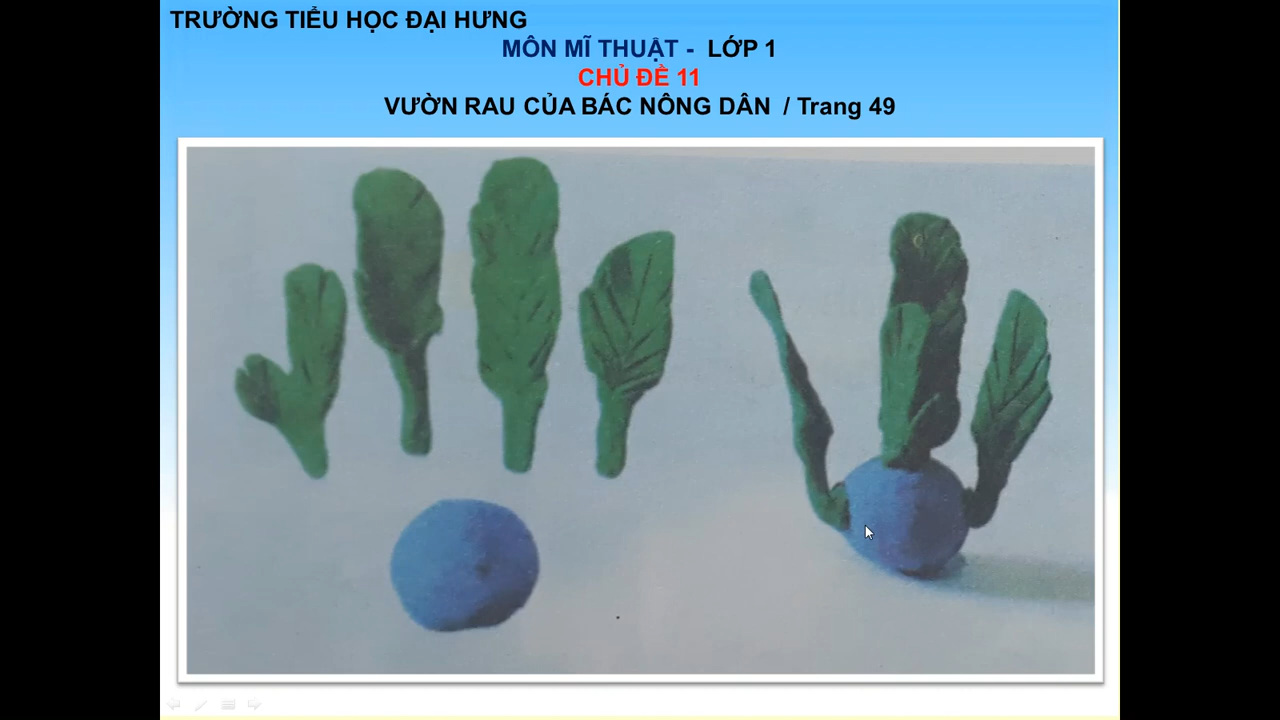 TRƯỜNG TIỂU HỌC ĐẠI HƯNG
MÔN MĨ THUẬT - LỚP 1
CHỦ ĐỀ 11
VƯỜN RAU CỦA BÁC NÔNG DÂN / Trang 49